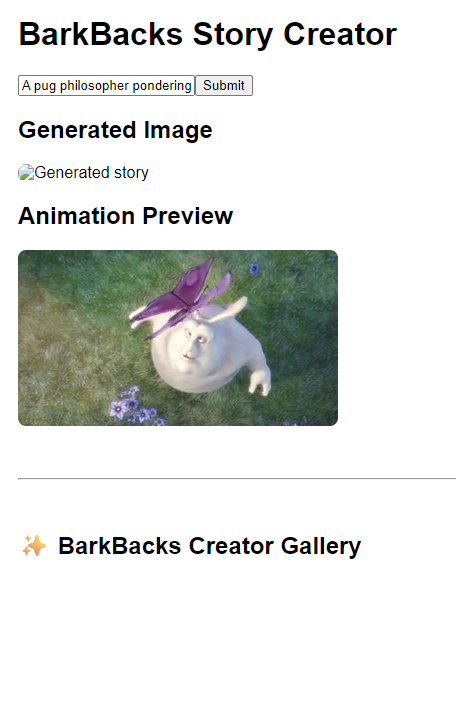 BarkBacks Story Creator
A pug philosopher pondering Submit
Generated Image
Generated story
Animation Preview
✨ BarkBacks Creator Gallery